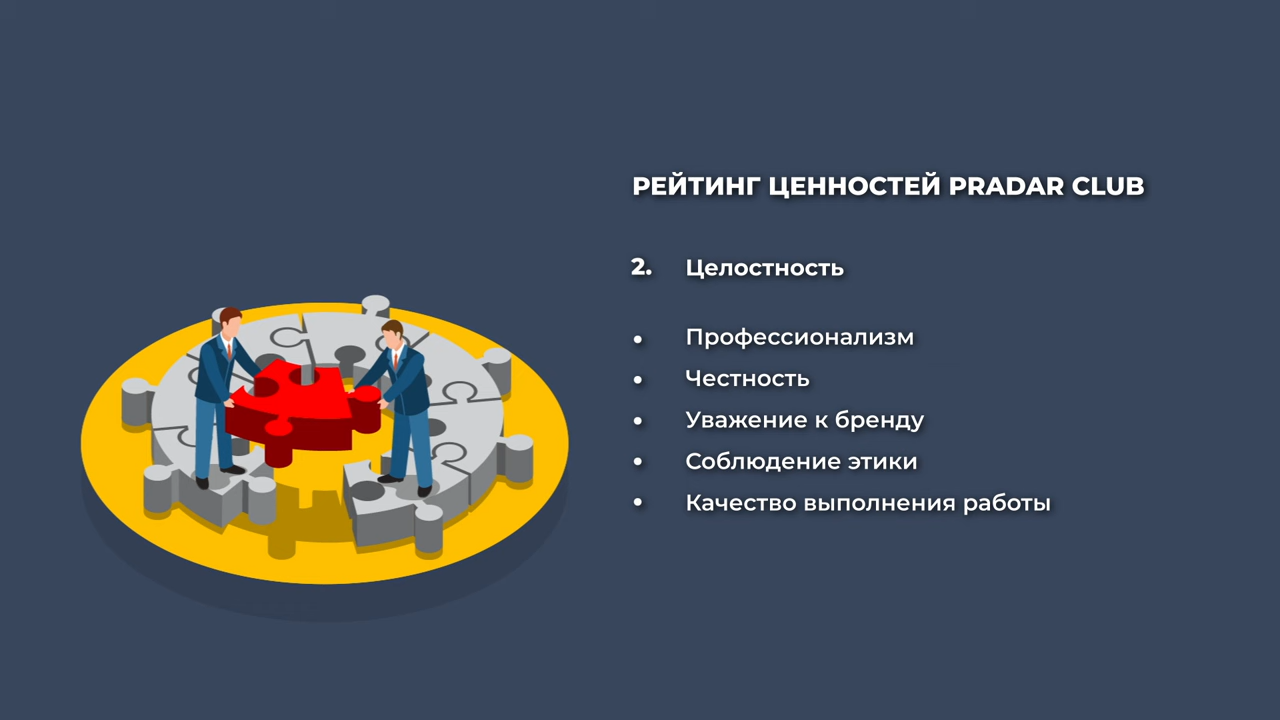 РЕЙТИНГ ЦЕННОСТЕЙ PRADAR CLUB
2. Целостность
• Профессионализм
• Честность
• Уважение к бренду
• Соблюдение этики
• Качество выполнения работы